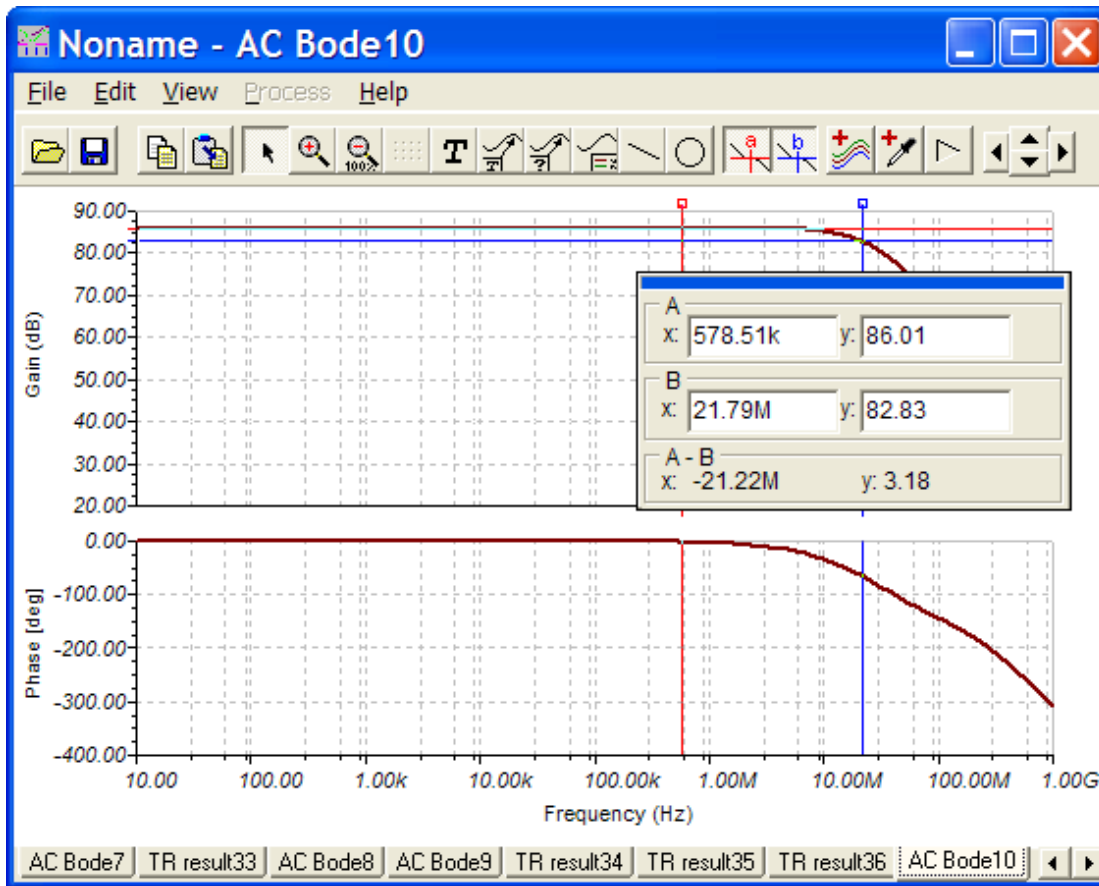 Noname - AC Bode10
File Edit View Process Help
100%
T
T
?
=x
a
b
90.00
80.00
70.00
60.00
50.00
40.00
30.00
20.00
Gain (dB)
A
x: 578.51k y: 86.01
B
x: 21.79M y: 82.83
A - B
x: -21.22M y: 3.18
0.00
-100.00
-200.00
-300.00
-400.00
Phase [deg]
10.00 100.00 1.00k 10.00k 100.00k 1.00M 10.00M 100.00M 1.00G
Frequency (Hz)
AC Bode7 TR result33 AC Bode8 AC Bode9 TR result34 TR result35 TR result36 AC Bode10